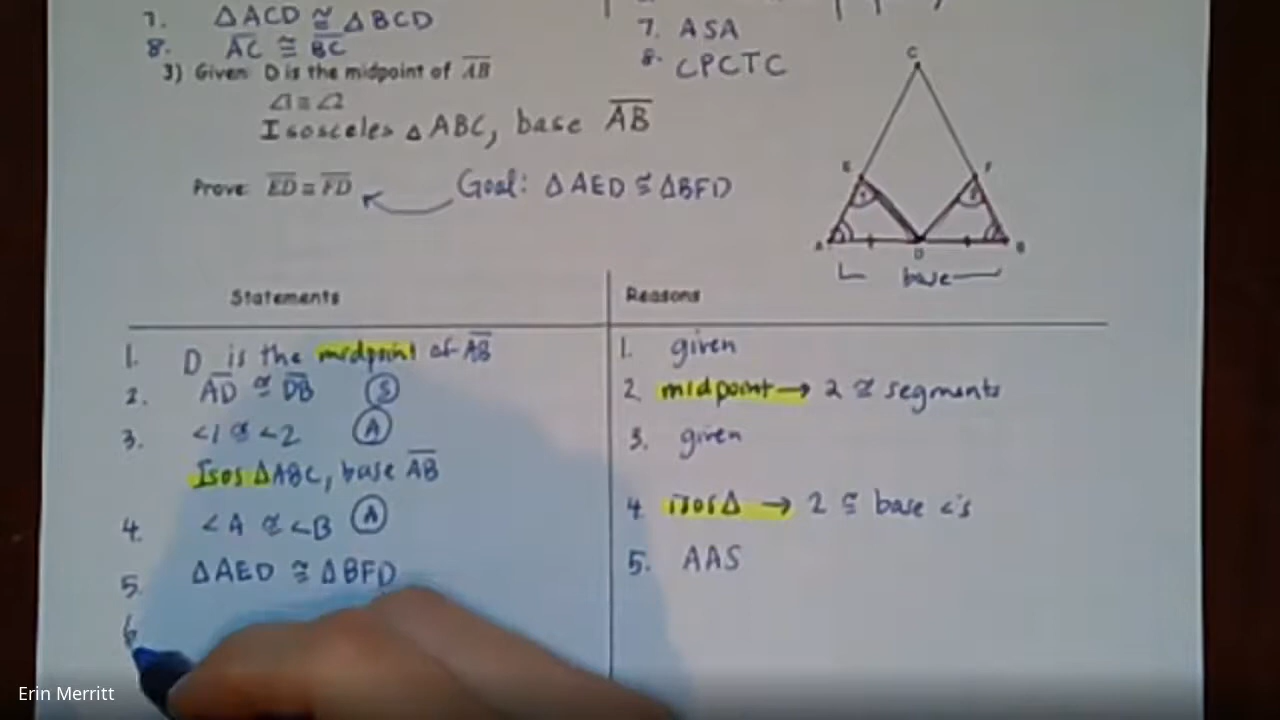 7. △ACD ≅ △BCD
7. ASA
8. AC ≅ BC
8. CPCTC
3) Given: D is the midpoint of AB
∠1 ≅ ∠2
Isosceles △ ABC, base AB
Prove: ED ≅ FD
Goal: △AED ≅ △BFD
C
E
F
A
D
B
base
Statements
Reasons
1. D is the midpoint of AB
1. given
2. AD ≅ DB S
2. midpoint → 2 ≅ segments
3. <1 ≅ <2 A
3. given
Isos △ABC, base AB
4. <A ≅ <B A
4. isos△ → 2 ≅ base <'s
5. △AED ≅ △BFD
5. AAS
6
Erin Merritt